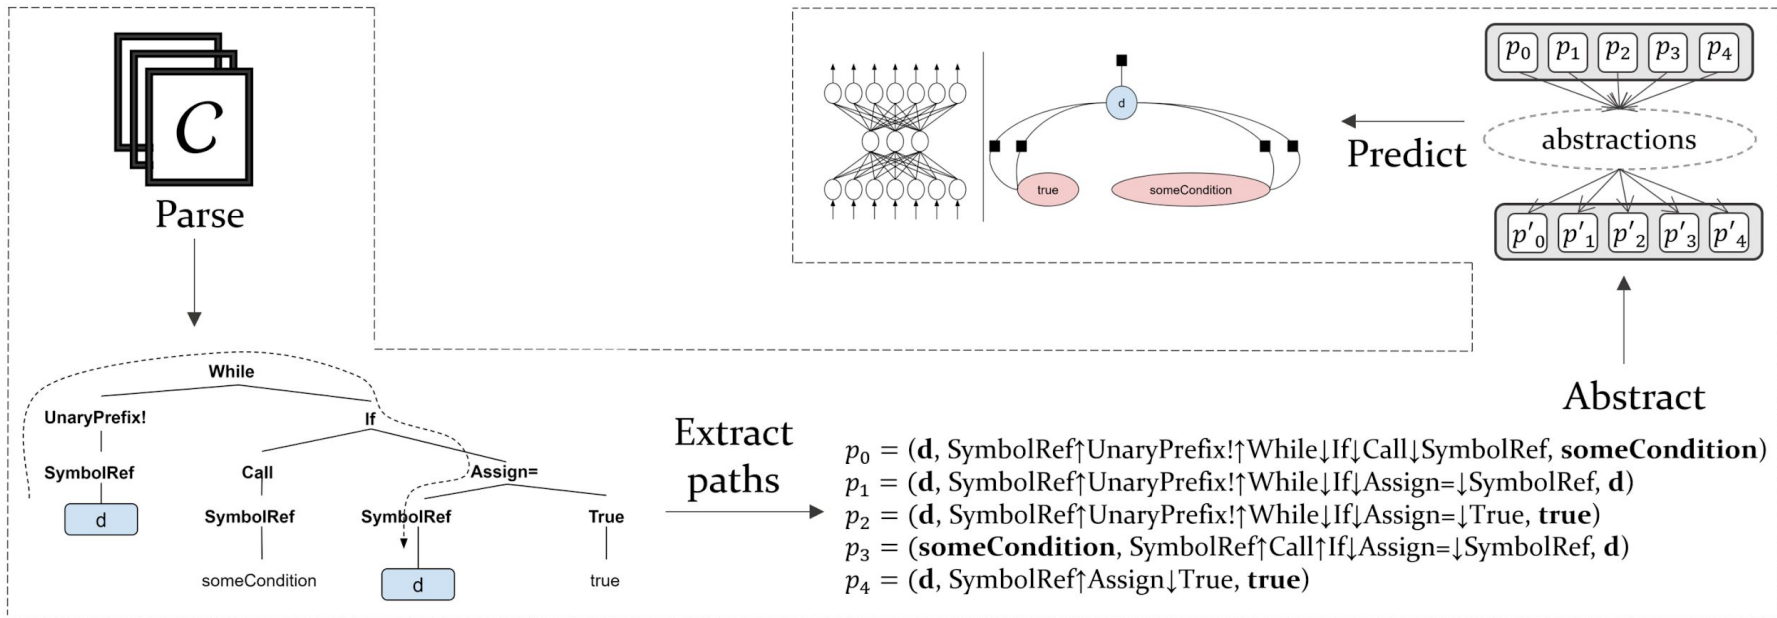 C
Parse
While
UnaryPrefix!
If
SymbolRef
Call
Assign=
d
SymbolRef
SymbolRef
True
someCondition
d
true
Extract
paths
p₀ = (d, SymbolRef↑UnaryPrefix!↑While↓If↓Call↓SymbolRef, someCondition)
p₁ = (d, SymbolRef↑UnaryPrefix!↑While↓If↓Assign=↓SymbolRef, d)
p₂ = (d, SymbolRef↑UnaryPrefix!↑While↓If↓Assign=↓True, true)
p₃ = (someCondition, SymbolRef↑Call↑If↓Assign=↓SymbolRef, d)
p₄ = (d, SymbolRef↑Assign↓True, true)
Abstract
p₀ p₁ p₂ p₃ p₄
abstractions
p′₀ p′₁ p′₂ p′₃ p′₄
Predict
d
true
someCondition